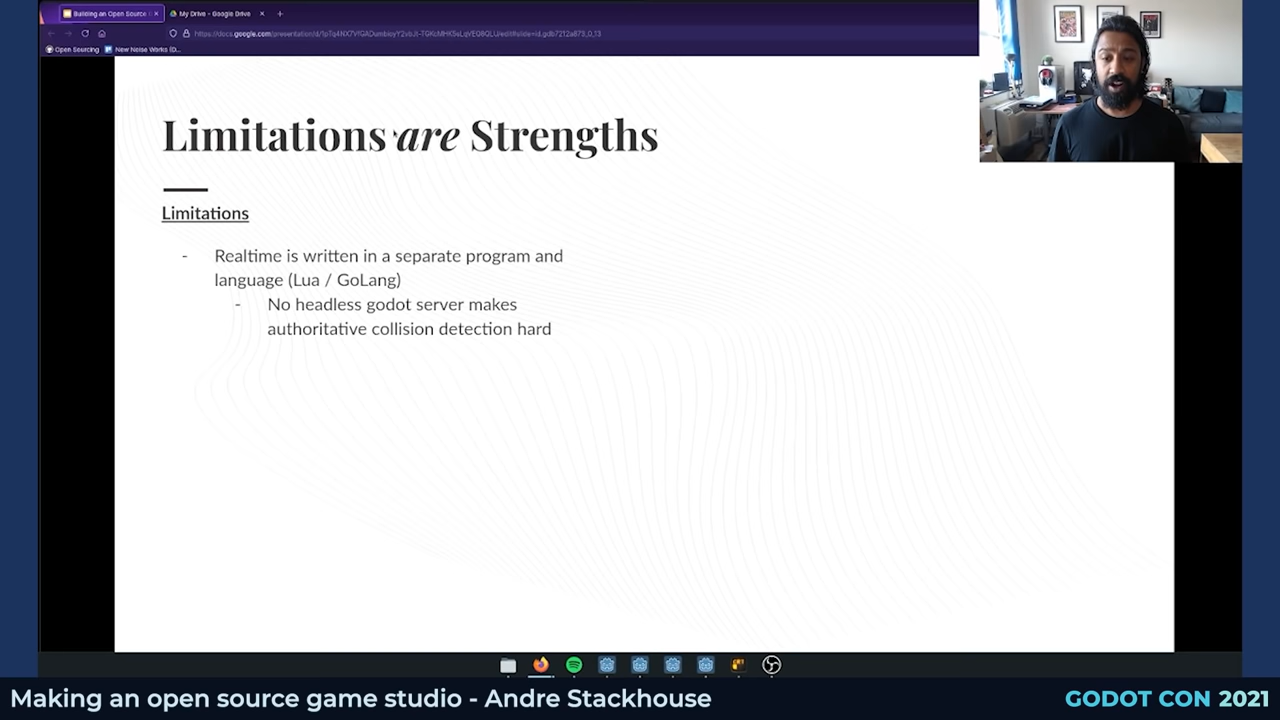 Building an Open Source
My Drive - Google Drive
Open Sourcing
New Noise Works (D...
Limitations are Strengths
Limitations
- Realtime is written in a separate program and
language (Lua / GoLang)
- No headless godot server makes
authoritative collision detection hard
Making an open source game studio - Andre Stackhouse
GODOT CON 2021